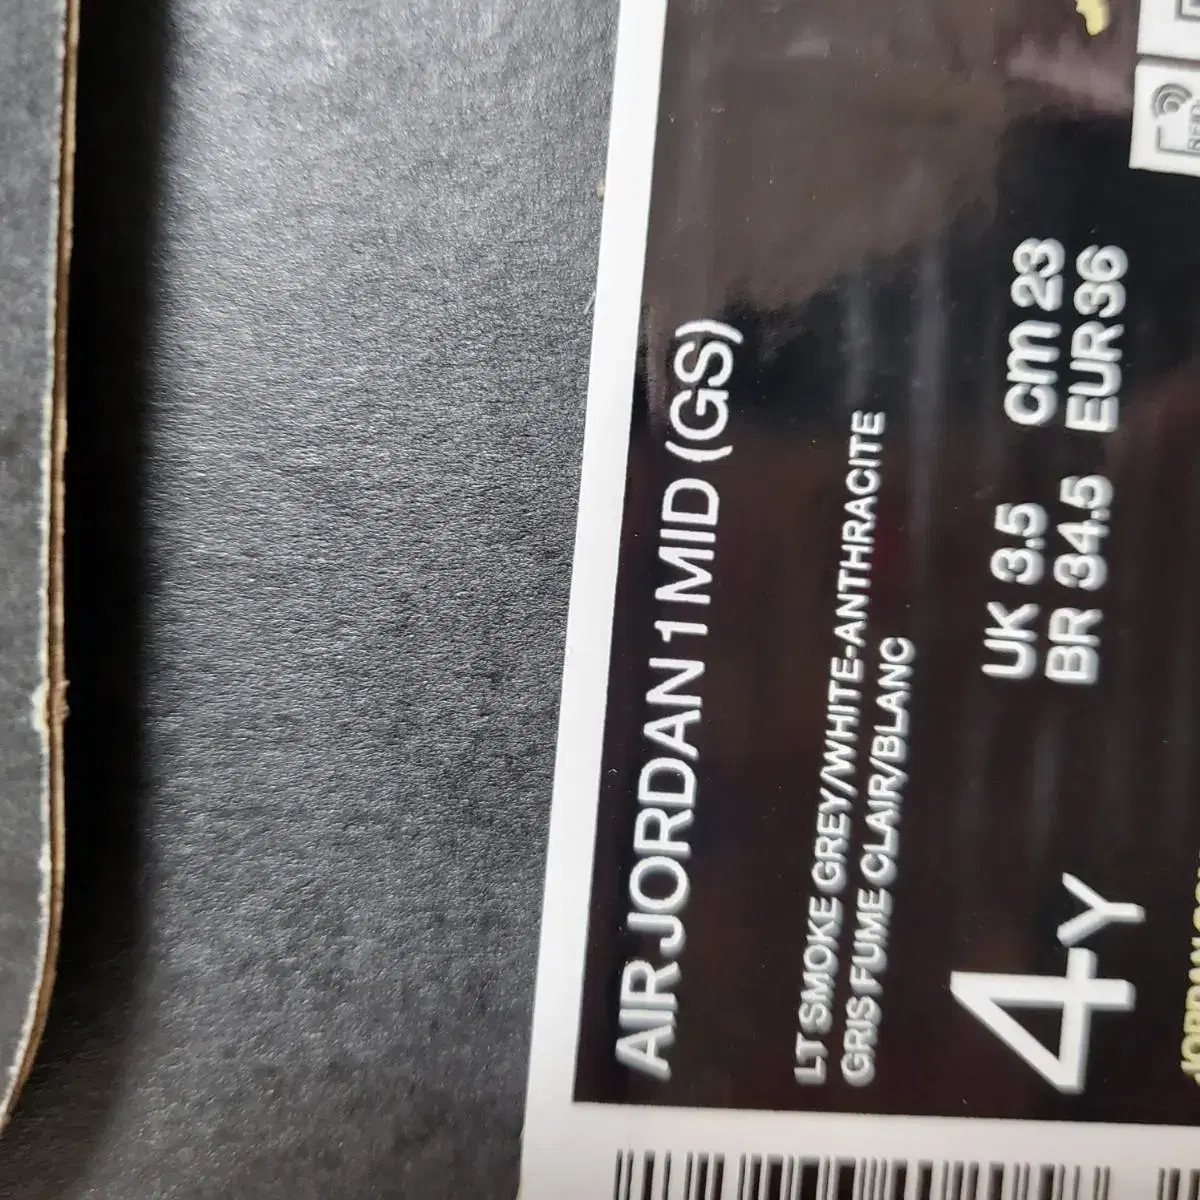 AIR JORDAN 1 MID (GS)
LT SMOKE GREY/WHITE-ANTHRACITE
GRIS FUME CLAIR/BLANC
4Y
UK 3.5 cm 23
BR 34.5 EUR 36